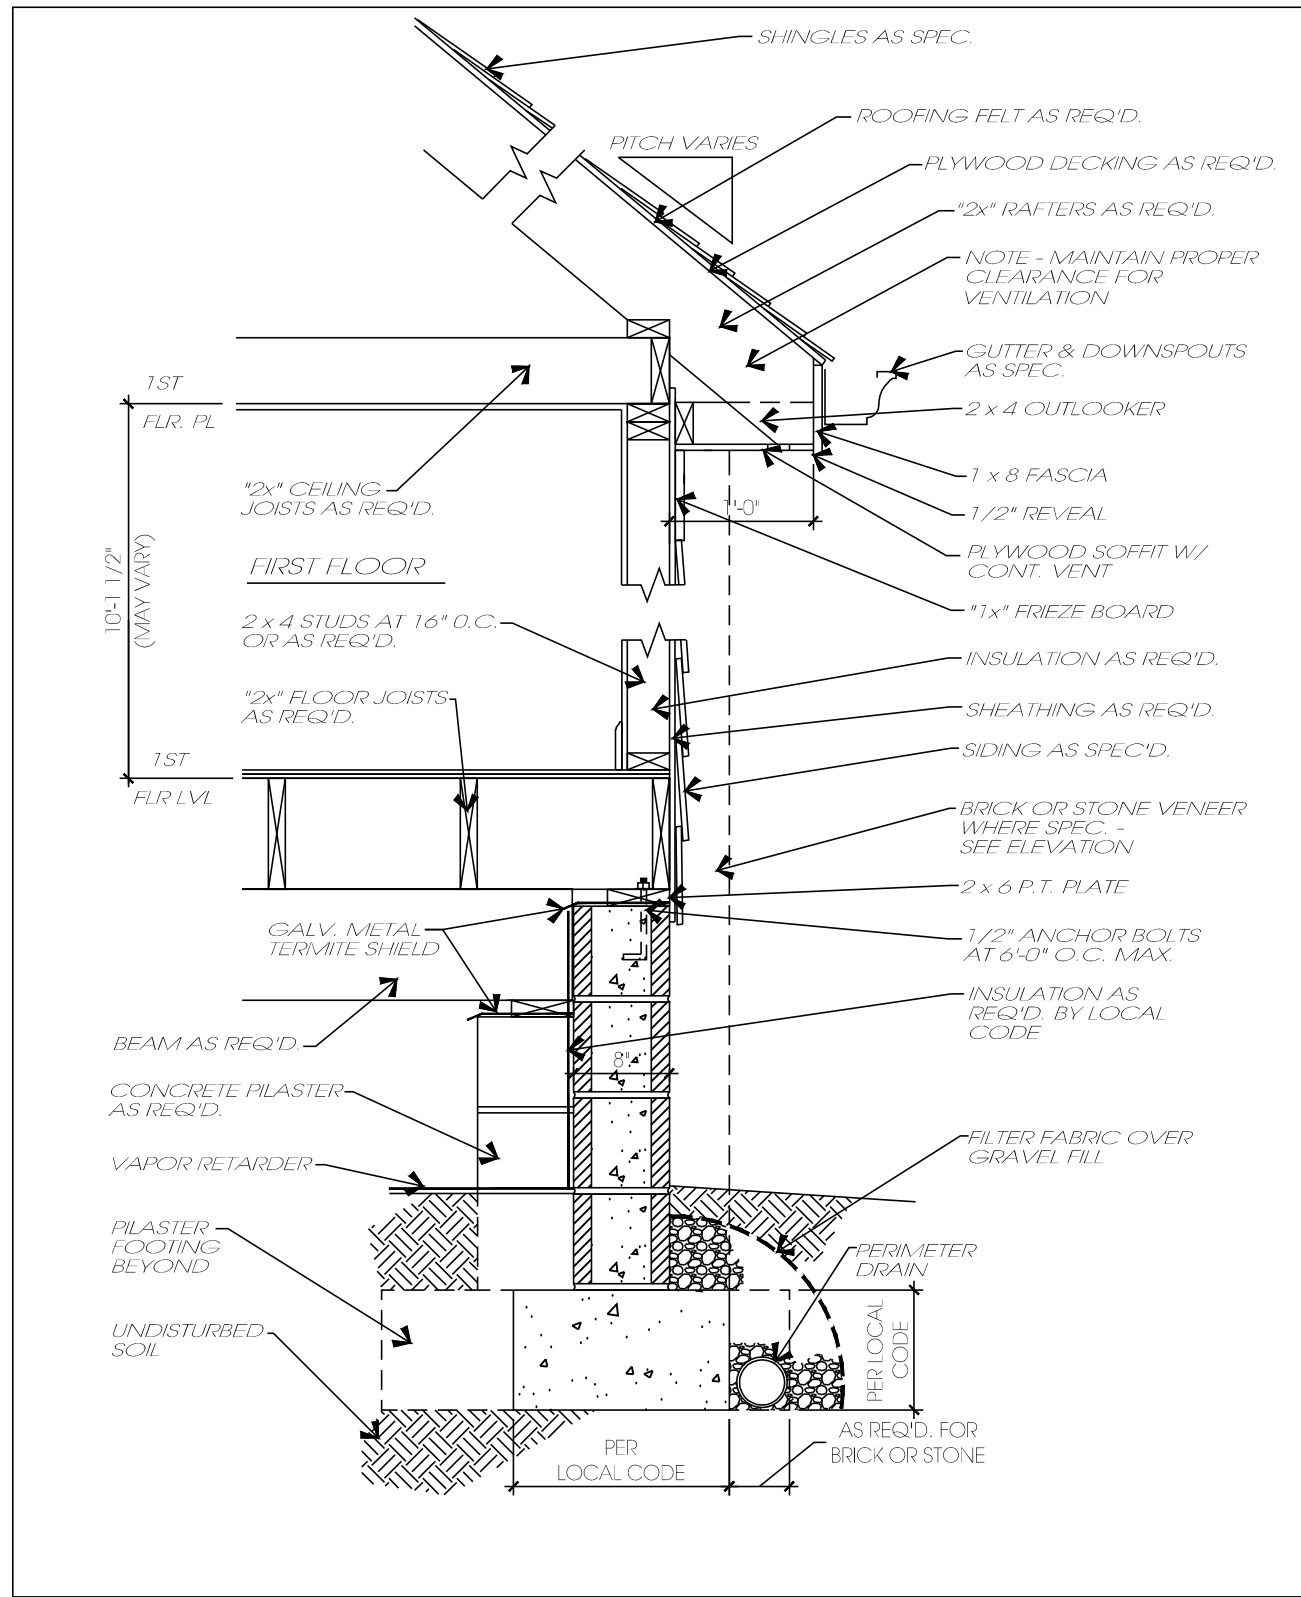 SHINGLES AS SPEC.
ROOFING FELT AS REQ'D.
PITCH VARIES
PLYWOOD DECKING AS REQ'D.
"2x" RAFTERS AS REQ'D.
NOTE - MAINTAIN PROPER
CLEARANCE FOR
VENTILATION
GUTTER & DOWNSPOUTS
AS SPEC.
1ST
FLR. PL
2 x 4 OUTLOOKER
1 x 8 FASCIA
"2x" CEILING
JOISTS AS REQ'D.
1'-0"
1/2" REVEAL
PLYWOOD SOFFIT W/
CONT. VENT
FIRST FLOOR
10'-1 1/2"
(MAY VARY)
"1x" FRIEZE BOARD
2 x 4 STUDS AT 16" O.C.
OR AS REQ'D.
INSULATION AS REQ'D.
"2x" FLOOR JOISTS
AS REQ'D.
SHEATHING AS REQ'D.
SIDING AS SPEC'D.
1ST
FLR LVL
BRICK OR STONE VENEER
WHERE SPEC. -
SEE ELEVATION
2 x 6 P.T. PLATE
GALV. METAL
TERMITE SHIELD
1/2" ANCHOR BOLTS
AT 6'-0" O.C. MAX.
INSULATION AS
REQ'D. BY LOCAL
CODE
BEAM AS REQ'D.
8"
CONCRETE PILASTER
AS REQ'D.
FILTER FABRIC OVER
GRAVEL FILL
VAPOR RETARDER
PILASTER
FOOTING
BEYOND
PERIMETER
DRAIN
UNDISTURBED
SOIL
PER LOCAL
CODE
AS REQ'D. FOR
BRICK OR STONE
PER
LOCAL CODE